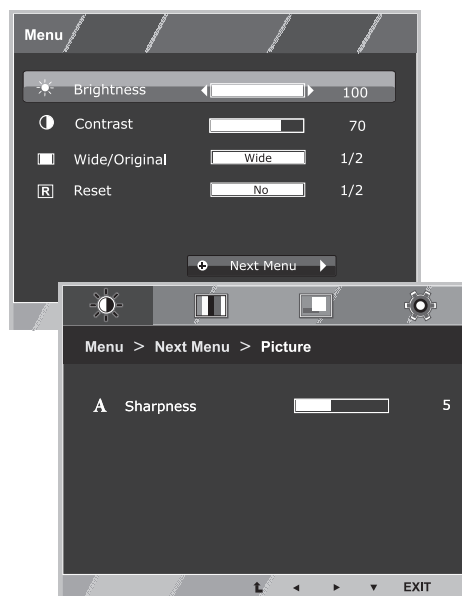 Menu
Brightness 100
Contrast 70
Wide/Original Wide 1/2
R Reset No 1/2
Next Menu
Menu > Next Menu > Picture
A Sharpness 5
EXIT